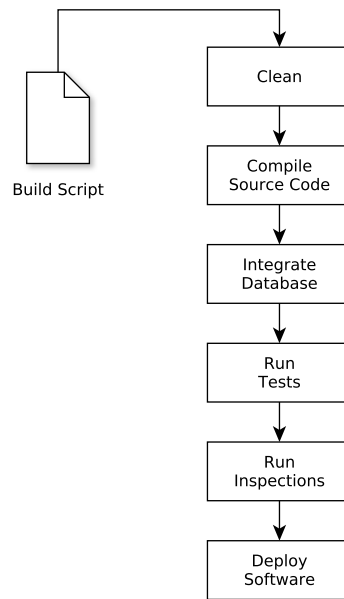 Clean
Build Script
Compile
Source Code
Integrate
Database
Run
Tests
Run
Inspections
Deploy
Software